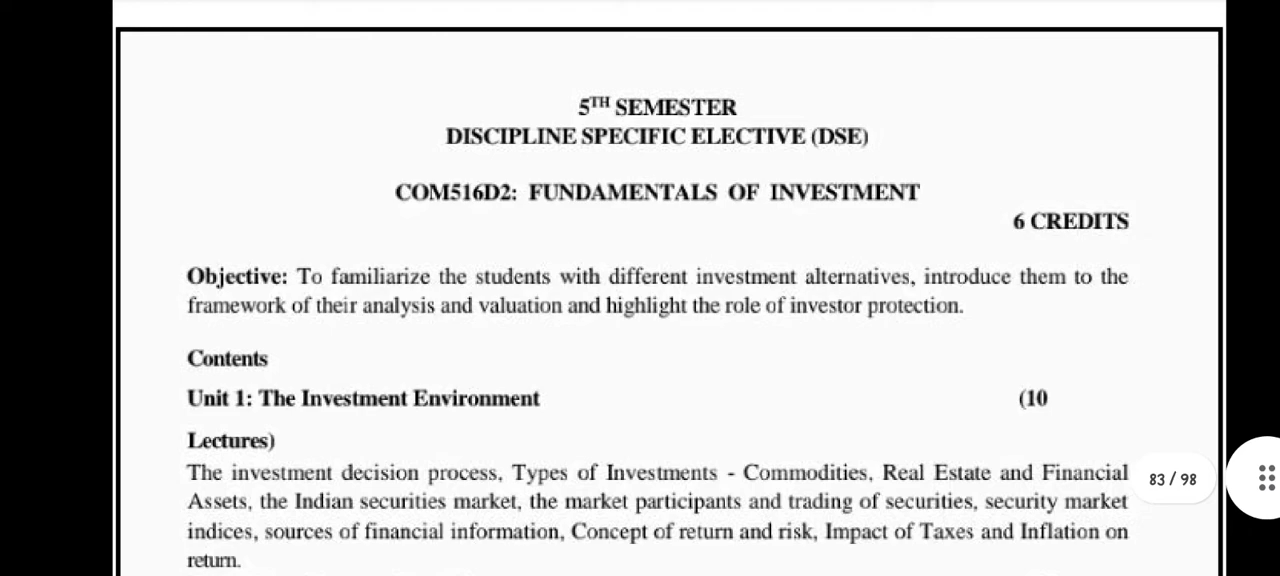 5TH SEMESTER
DISCIPLINE SPECIFIC ELECTIVE (DSE)
COM516D2: FUNDAMENTALS OF INVESTMENT
6 CREDITS
Objective: To familiarize the students with different investment alternatives, introduce them to the
framework of their analysis and valuation and highlight the role of investor protection.
Contents
Unit 1: The Investment Environment (10
Lectures)
The investment decision process, Types of Investments - Commodities, Real Estate and Financial
Assets, the Indian securities market, the market participants and trading of securities, security market
indices, sources of financial information, Concept of return and risk, Impact of Taxes and Inflation on
return.
83 / 98